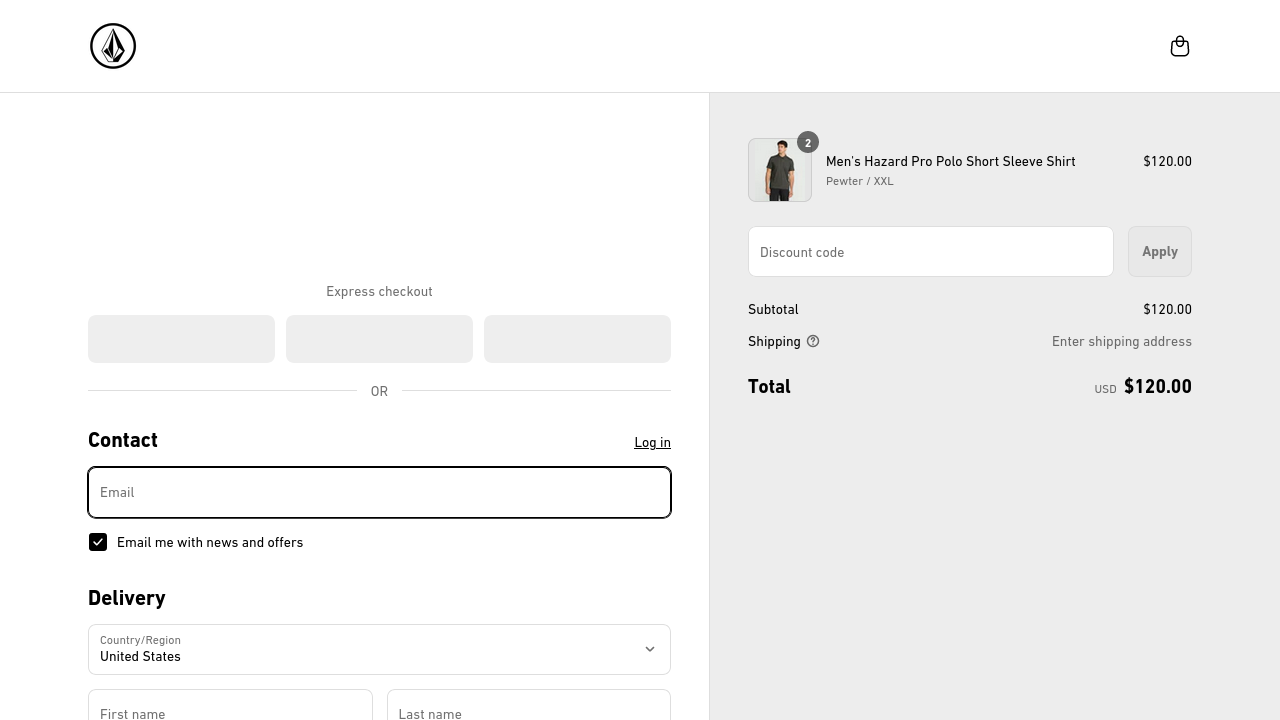 2
Men's Hazard Pro Polo Short Sleeve Shirt
$120.00
Pewter / XXL
Discount code
Apply
Subtotal
$120.00
Shipping
Enter shipping address
Total
USD $120.00
Express checkout
OR
Contact
Log in
Email
Email me with news and offers
Delivery
Country/Region
United States
First name
Last name